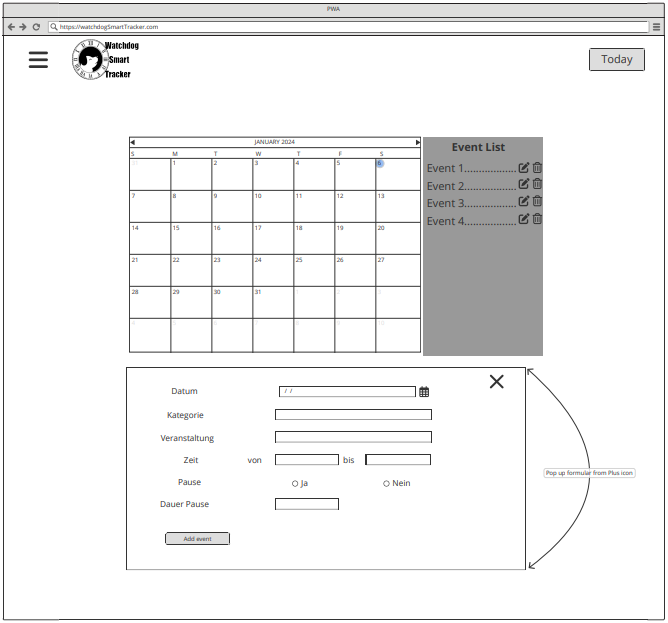 PWA
https://watchdogSmartTracker.com
Watchdog
Smart
Tracker
Today
JANUARY 2024
S M T W T F S
31 1 2 3 4 5 6
7 8 9 10 11 12 13
14 15 16 17 18 19 20
21 22 23 24 25 26 27
28 29 30 31 1 2 3
4 5 6 7 8 9 10
Event List
Event 1..................
Event 2..................
Event 3..................
Event 4..................
Datum / /
Kategorie
Veranstaltung
Zeit von bis
Pause Ja Nein
Dauer Pause
Add event
Pop up formular from Plus icon